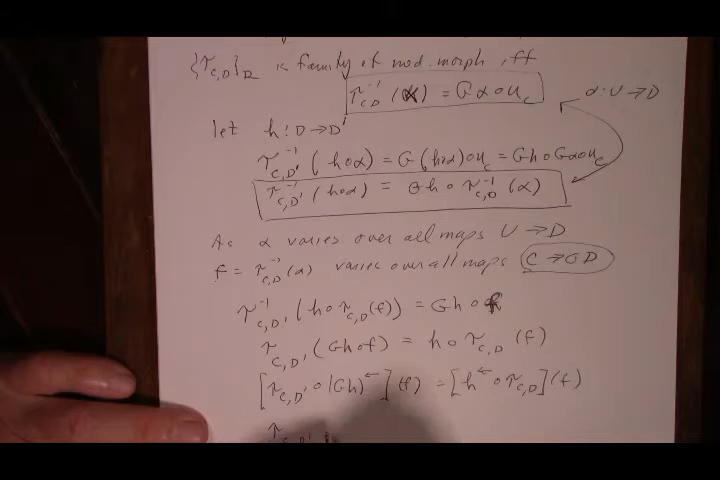 {τ_{C,D}}_D is family of mod. morph iff
τ_{C,D}^{-1}(α) = Gα∘u_C
α: U → D
let h: D → D'
τ_{C,D'}^{-1}(h∘α) = G(h∘α)∘u_C = Gh∘Gα∘u_C
τ_{C,D'}^{-1}(h∘α) = Gh ∘ τ_{C,D}^{-1}(α)
As α varies over all maps U → D
f = τ_{C,D}^{-1}(α) varies over all maps C → GD
τ_{C,D'}^{-1}(h∘τ_{C,D}(f)) = Gh ∘ f
τ_{C,D'}(Gh∘f) = h∘τ_{C,D}(f)
[τ_{C,D'} ∘ (Gh)^←](f) = [h^← ∘ τ_{C,D}](f)
τ_{C,D'}